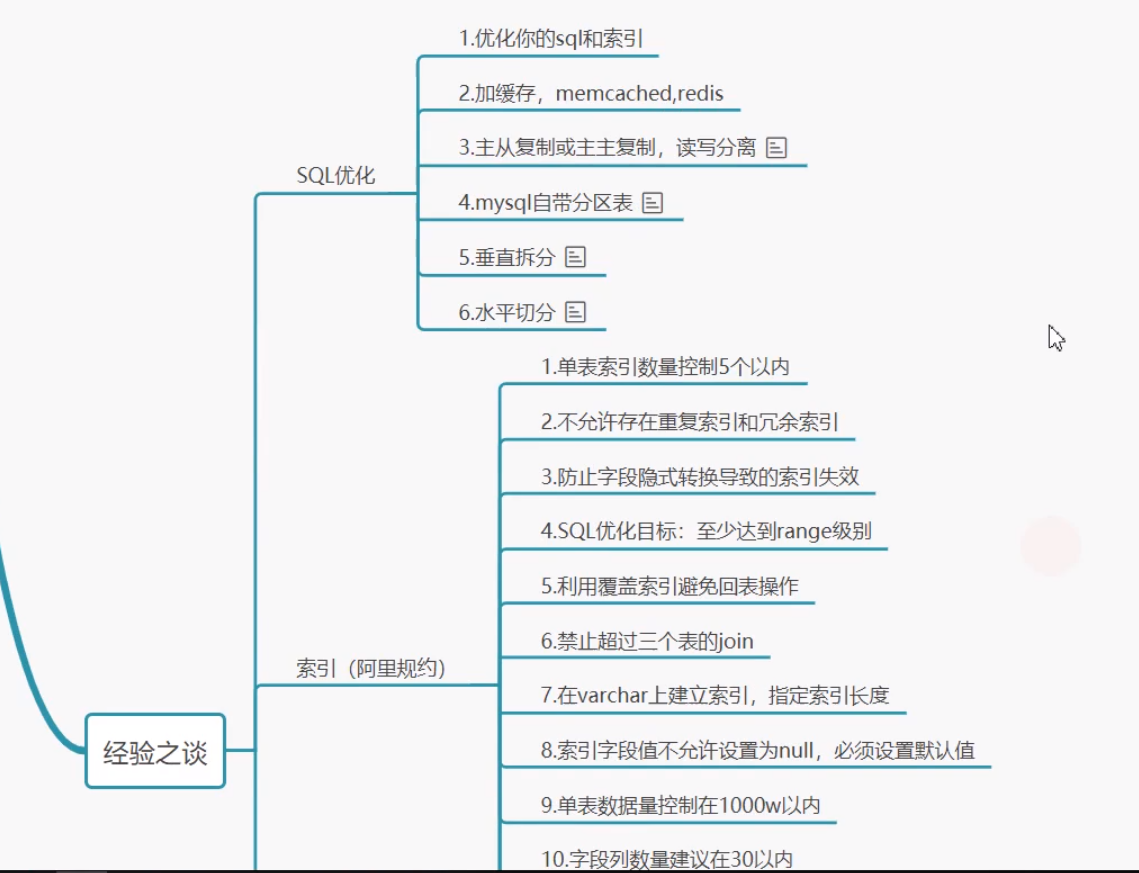 经验之谈
SQL优化
1.优化你的sql和索引
2.加缓存，memcached,redis
3.主从复制或主主复制，读写分离
4.mysql自带分区表
5.垂直拆分
6.水平切分
索引（阿里规约）
1.单表索引数量控制5个以内
2.不允许存在重复索引和冗余索引
3.防止字段隐式转换导致的索引失效
4.SQL优化目标：至少达到range级别
5.利用覆盖索引避免回表操作
6.禁止超过三个表的join
7.在varchar上建立索引，指定索引长度
8.索引字段值不允许设置为null，必须设置默认值
9.单表数据量控制在1000w以内
10.字段列数量建议在30以内